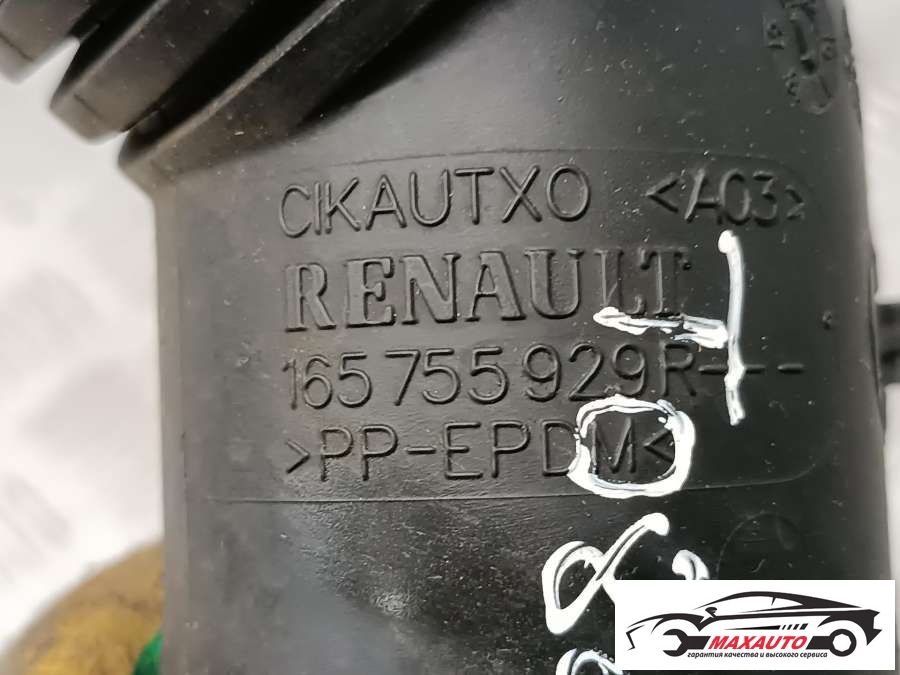 CIKAUTXO <A03>
RENAULT
165755929R---
>PP-EPDM<
MAXAUTO
гарантия качества и высокого сервиса